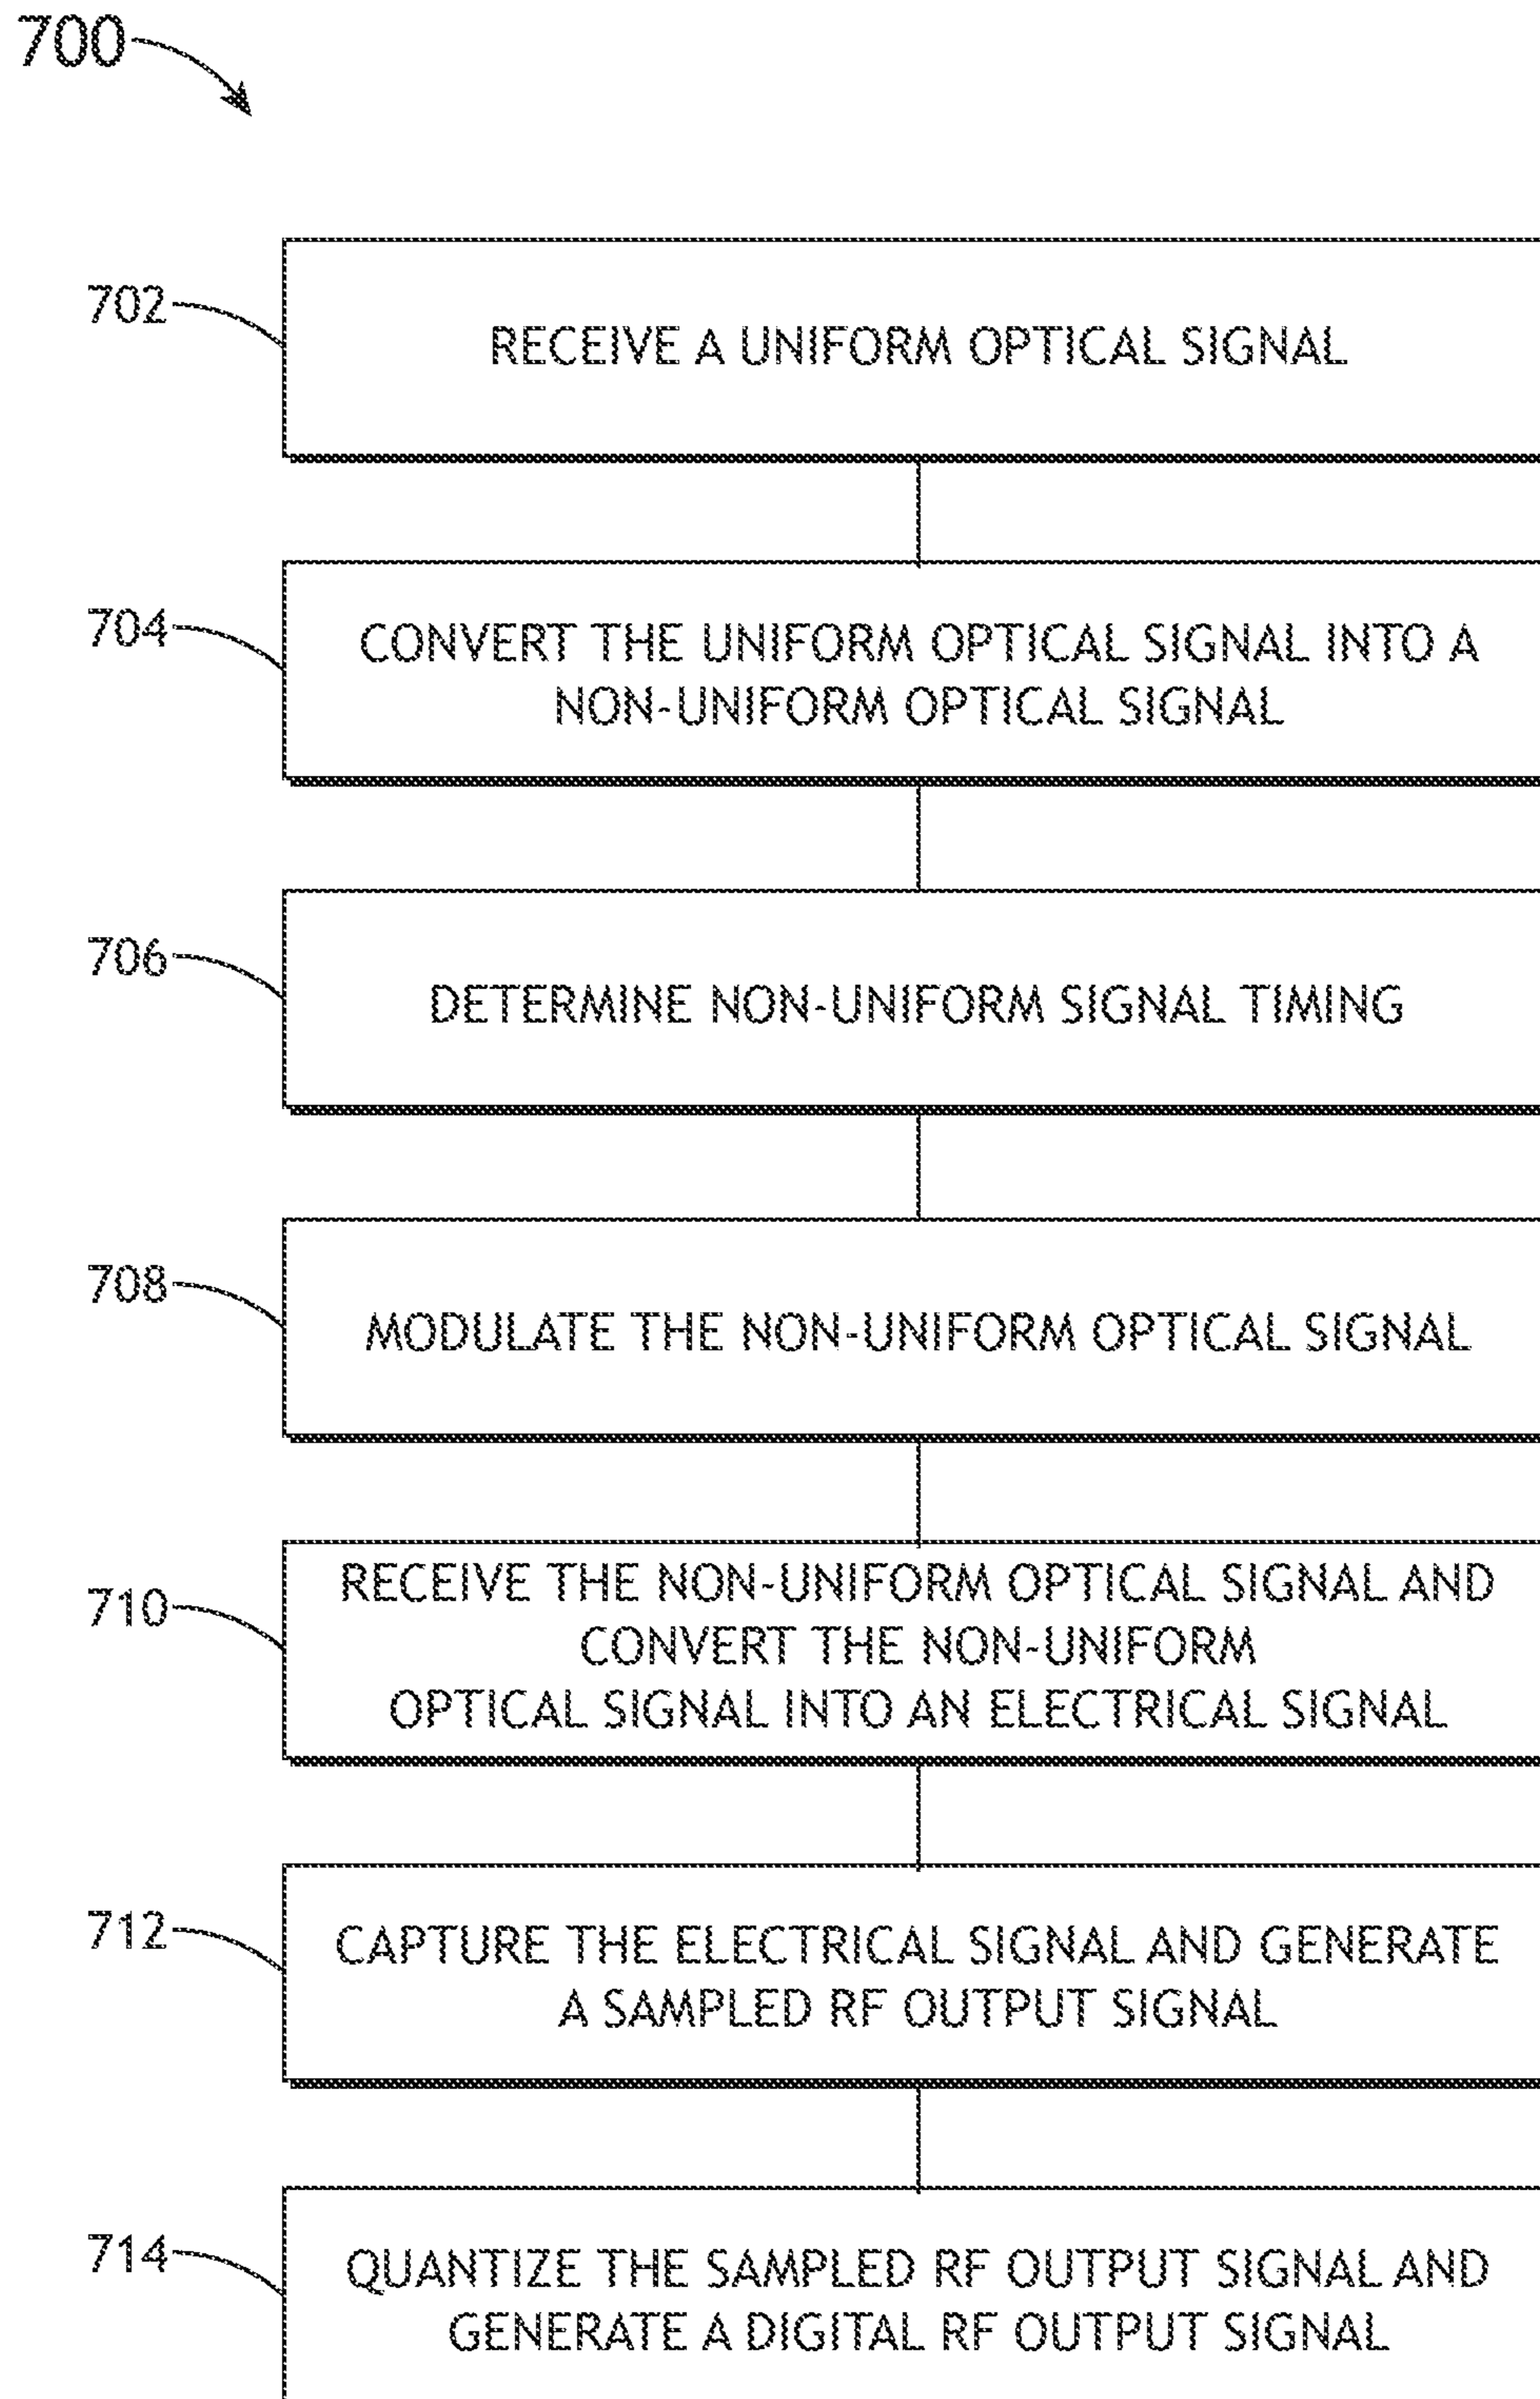 700
702
RECEIVE A UNIFORM OPTICAL SIGNAL
704
CONVERT THE UNIFORM OPTICAL SIGNAL INTO A
NON-UNIFORM OPTICAL SIGNAL
706
DETERMINE NON-UNIFORM SIGNAL TIMING
708
MODULATE THE NON-UNIFORM OPTICAL SIGNAL
710
RECEIVE THE NON-UNIFORM OPTICAL SIGNAL AND
CONVERT THE NON-UNIFORM
OPTICAL SIGNAL INTO AN ELECTRICAL SIGNAL
712
CAPTURE THE ELECTRICAL SIGNAL AND GENERATE
A SAMPLED RF OUTPUT SIGNAL
714
QUANTIZE THE SAMPLED RF OUTPUT SIGNAL AND
GENERATE A DIGITAL RF OUTPUT SIGNAL